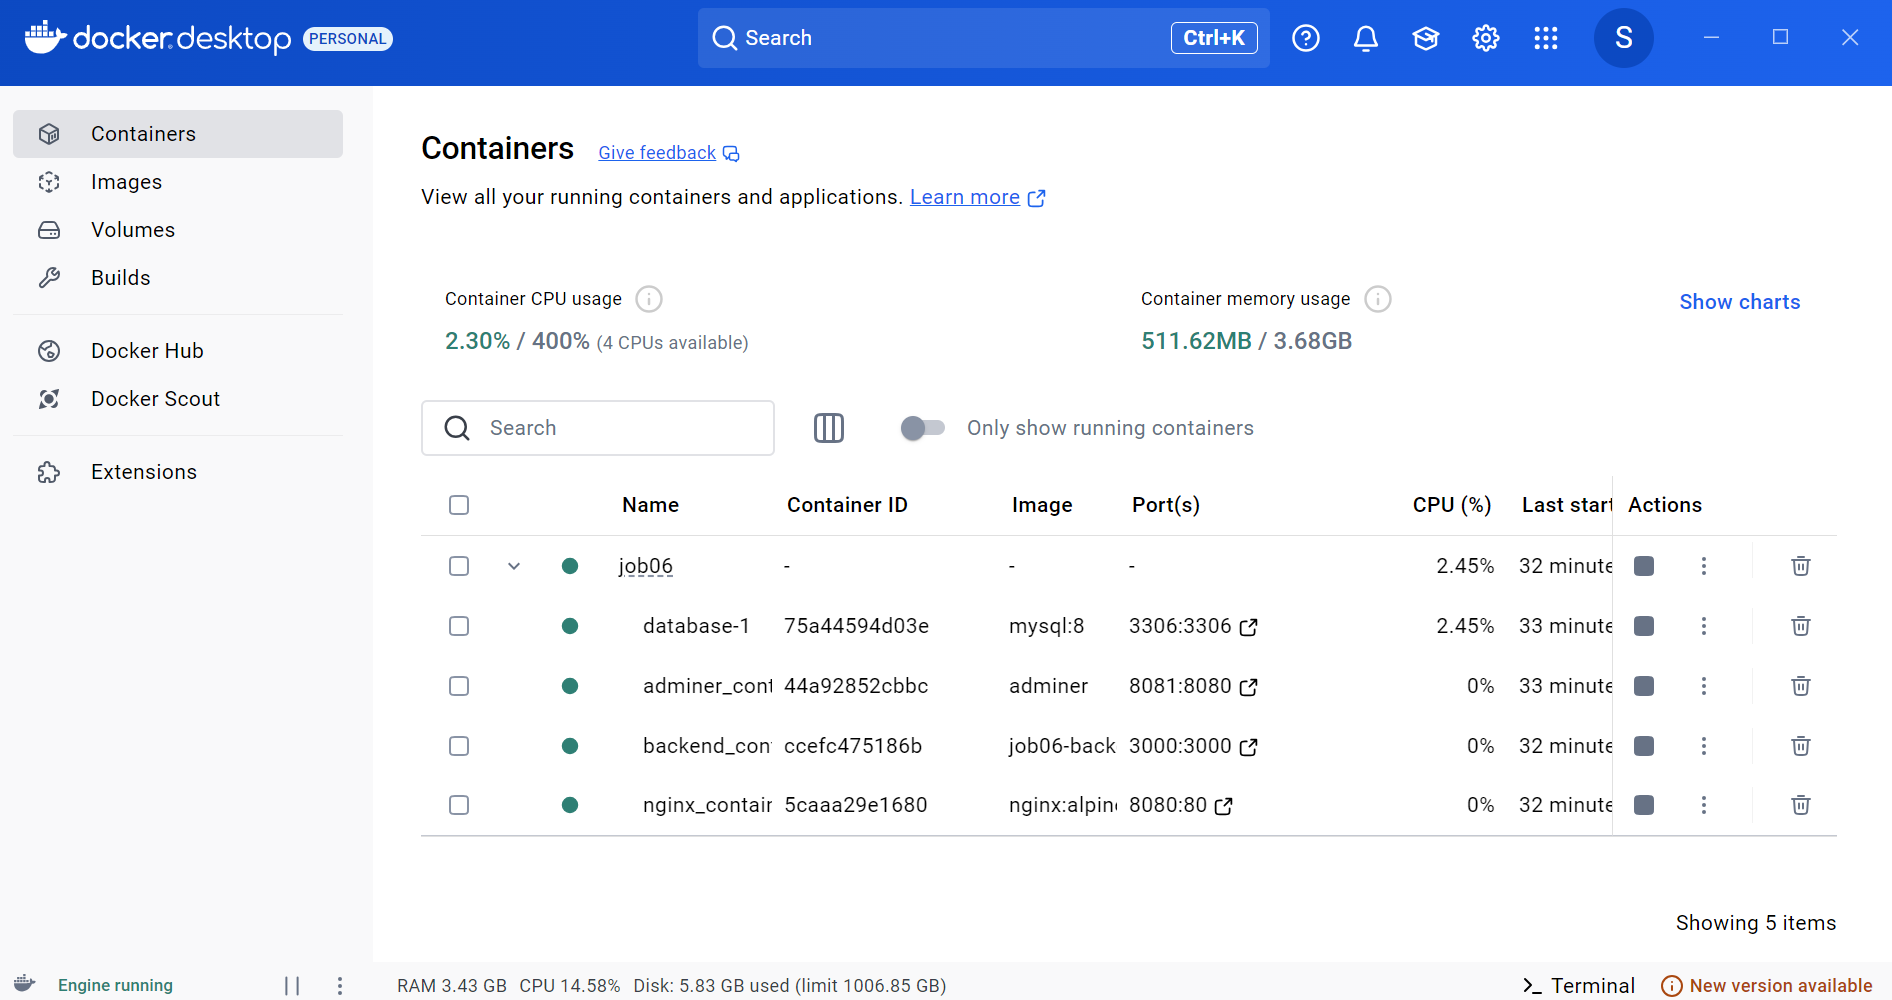 docker.desktop PERSONAL
Search
Ctrl+K
S
Containers
Images
Volumes
Builds
Docker Hub
Docker Scout
Extensions
Containers Give feedback
View all your running containers and applications. Learn more
Container CPU usage
2.30% / 400% (4 CPUs available)
Container memory usage
511.62MB / 3.68GB
Show charts
Search
Only show running containers
Name Container ID Image Port(s) CPU (%) Last start Actions
job06 - - - 2.45% 32 minute
database-1 75a44594d03e mysql:8 3306:3306 2.45% 33 minute
adminer_cont 44a92852cbbc adminer 8081:8080 0% 33 minute
backend_con ccefc475186b job06-back 3000:3000 0% 32 minute
nginx_contair 5caaa29e1680 nginx:alpin 8080:80 0% 32 minute
Showing 5 items
Engine running
RAM 3.43 GB CPU 14.58% Disk: 5.83 GB used (limit 1006.85 GB)
Terminal
New version available